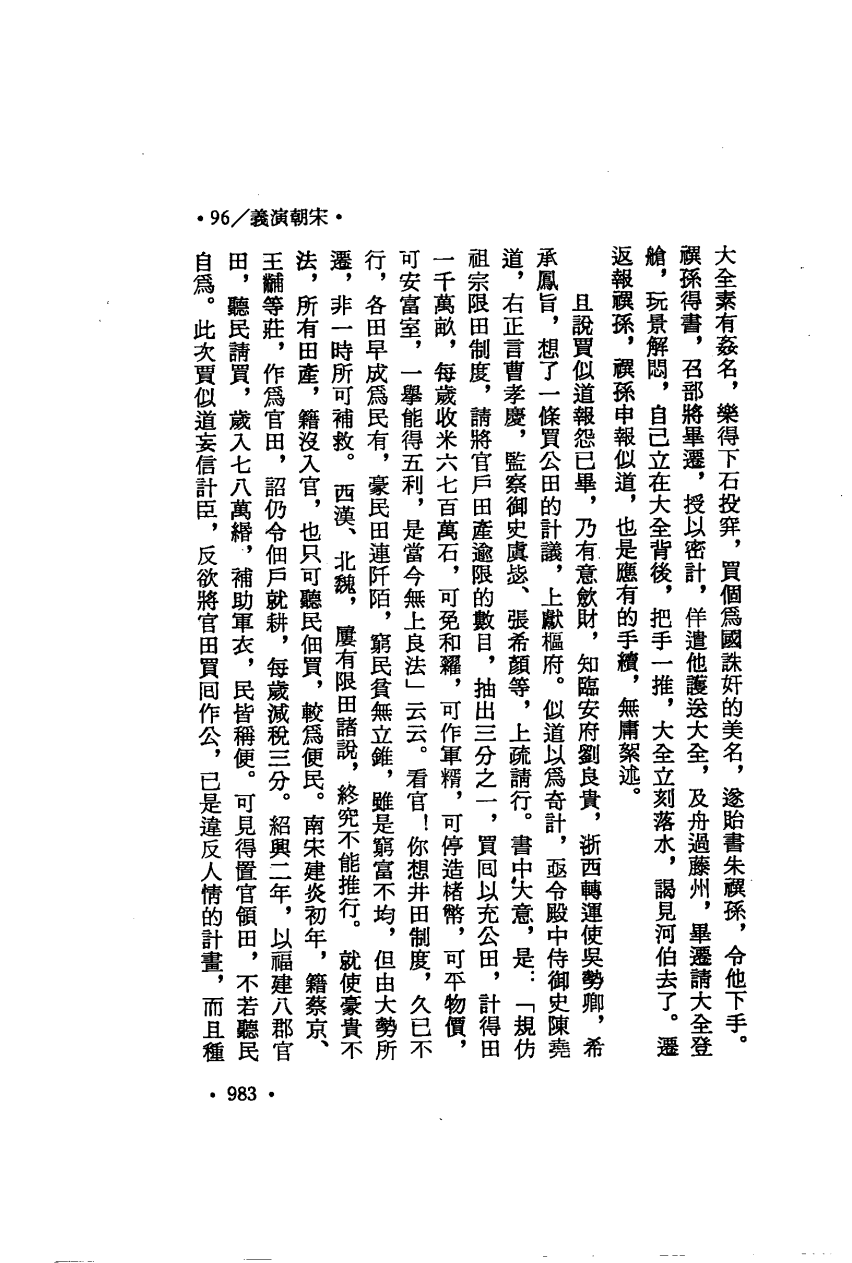 •96/義演朝宋•
大全素有姦名，樂得下石投穽，買個爲國誅奸的美名，遂貽書朱禩孫，令他下手。
禩孫得書，召部將畢遷，授以密計，佯遣他護送大全，及舟過藤州，畢遷請大全登
艙，玩景解悶，自己立在大全背後，把手一推，大全立刻落水，謁見河伯去了。遷
返報禩孫，禩孫申報似道，也是應有的手續，無庸絮述。
且說賈似道報怨已畢，乃有意歛財，知臨安府劉良貴，浙西轉運使吳勢卿，希
承鳳旨，想了一條買公田的計議，上獻樞府。似道以爲奇計，亟令殿中侍御史陳堯
道，右正言曹孝慶，監察御史虞毖、張希顏等，上疏請行。書中大意，是：「規仿
祖宗限田制度，請將官戶田產逾限的數目，抽出三分之一，買囘以充公田，計得田
一千萬畝，每歲收米六七百萬石，可免和糴，可作軍糈，可停造楮幣，可平物價，
可安富室，一擧能得五利，是當今無上良法」云云。看官！你想井田制度，久已不
行，各田早成爲民有，豪民田連阡陌，窮民貧無立錐，雖是窮富不均，但由大勢所
遷，非一時所可補救。西漢、北魏，屢有限田諸說，終究不能推行。就使豪貴不
法，所有田產，籍沒入官，也只可聽民佃買，較爲便民。南宋建炎初年，籍蔡京、
王黼等莊，作爲官田，詔仍令佃戶就耕，每歲減稅三分。紹興二年，以福建八郡官
田，聽民請買，歲入七八萬緡，補助軍衣，民皆稱便。可見得置官領田，不若聽民
自爲。此次賈似道妄信計臣，反欲將官田買囘作公，已是違反人情的計畫，而且種
•983•